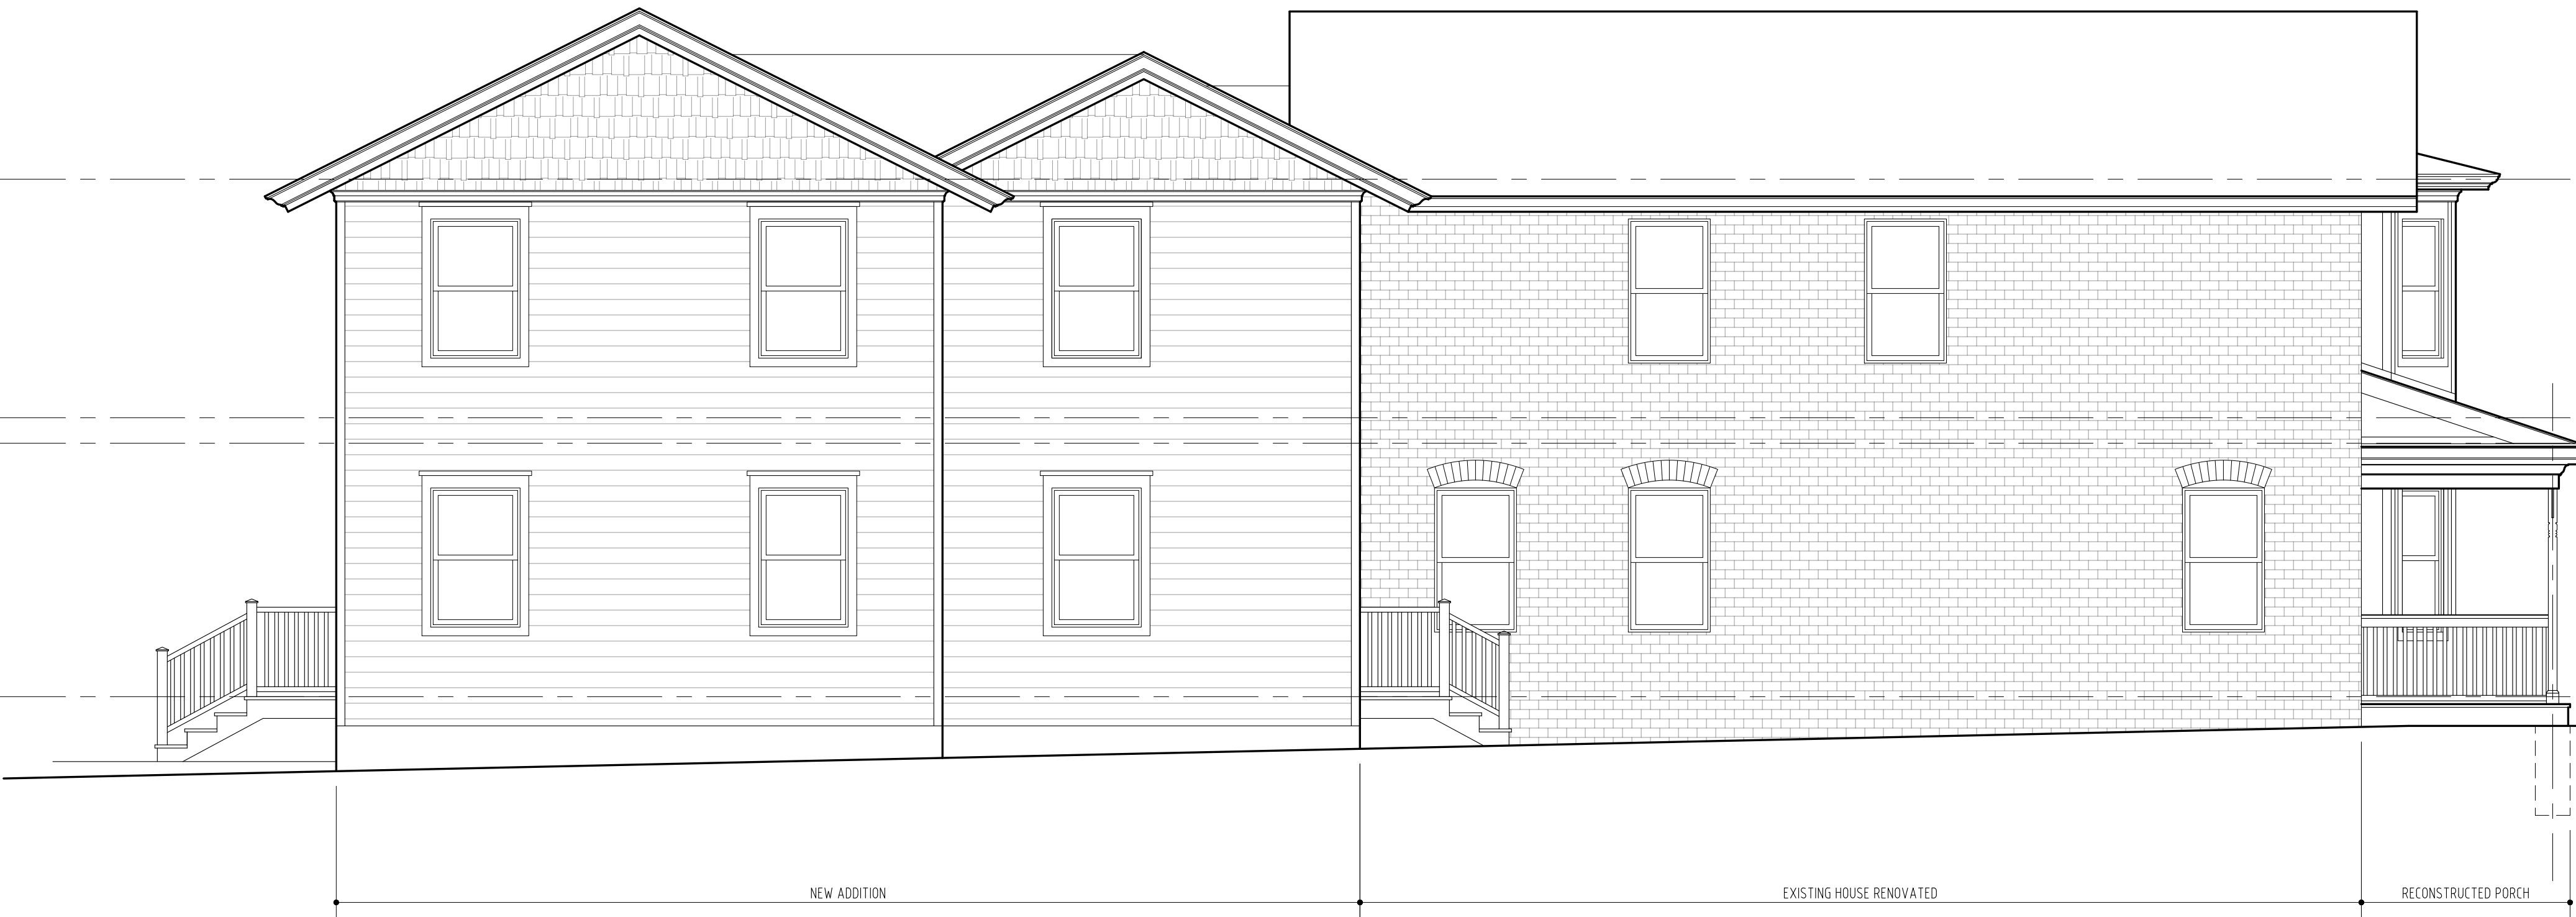 NEW ADDITION
EXISTING HOUSE RENOVATED
RECONSTRUCTED PORCH